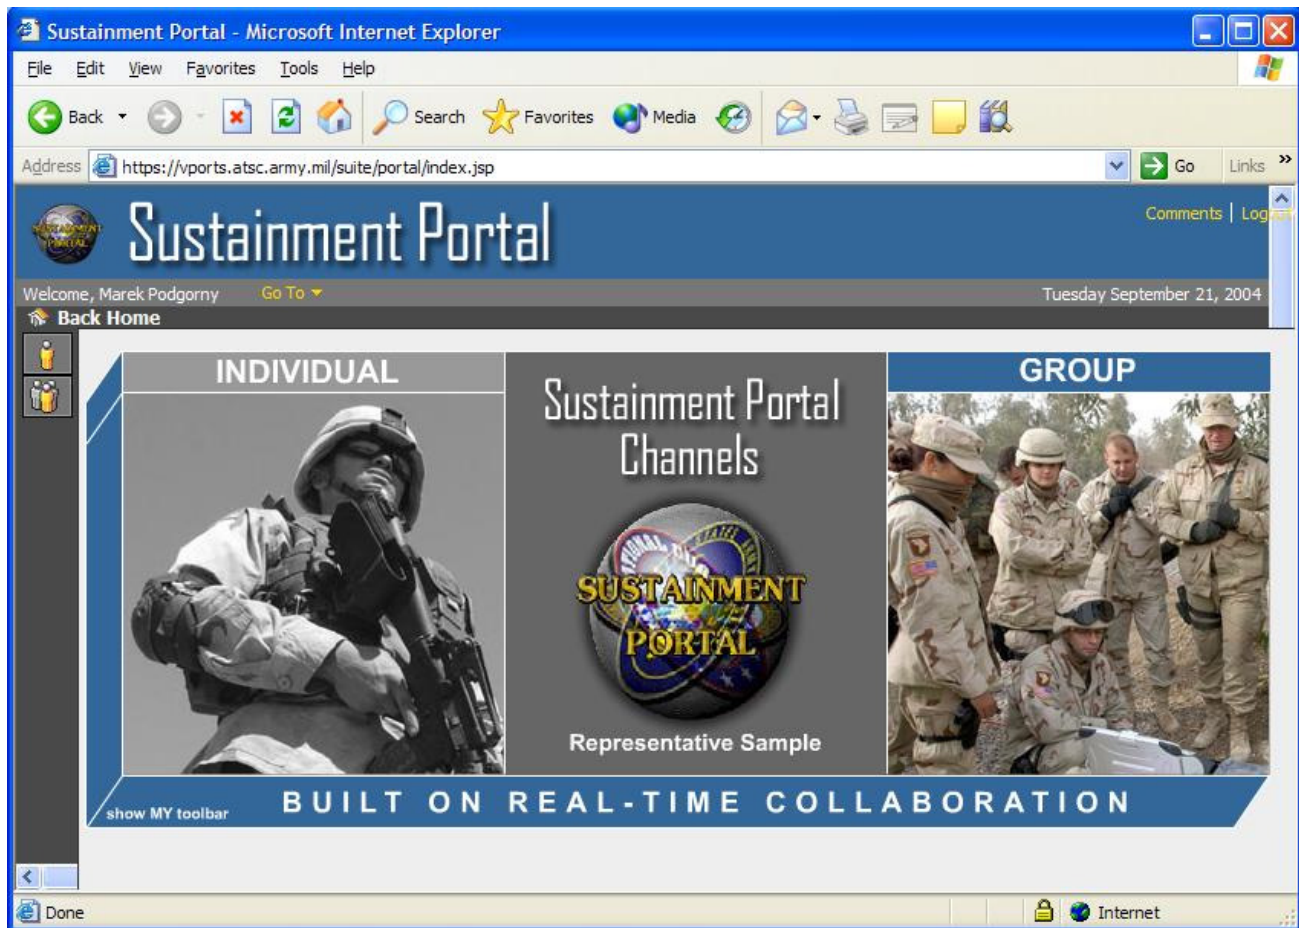 Sustainment Portal - Microsoft Internet Explorer
File Edit View Favorites Tools Help
Back Search Favorites Media
Address https://vports.atsc.army.mil/suite/portal/index.jsp Go Links »
SUSTAINMENT PORTAL
Sustainment Portal
Comments | Log
Welcome, Marek Podgorny Go To Tuesday September 21, 2004
Back Home
INDIVIDUAL
Sustainment Portal
Channels
SUSTAINMENT
PORTAL
Representative Sample
GROUP
show MY toolbar
BUILT ON REAL-TIME COLLABORATION
Done Internet